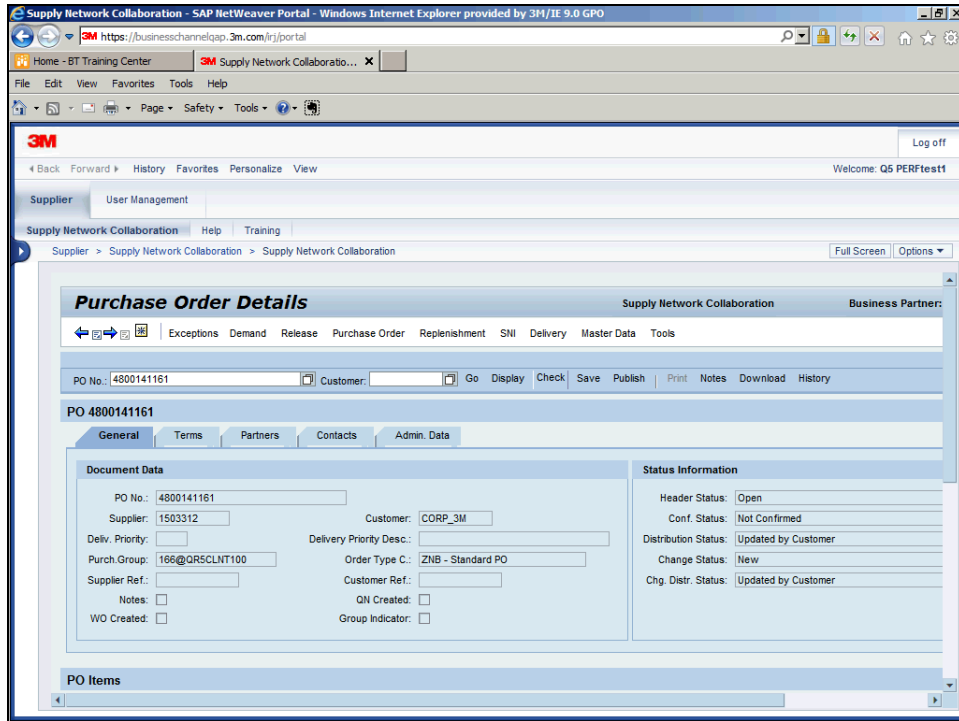 Supply Network Collaboration - SAP NetWeaver Portal - Windows Internet Explorer provided by 3M/IE 9.0 GPO
3M https://businesschannelqap.3m.com/irj/portal
Home - BT Training Center
3M Supply Network Collaboratio...
File Edit View Favorites Tools Help
Page Safety Tools
3M
Log off
Back Forward History Favorites Personalize View
Welcome: Q5 PERFtest1
Supplier User Management
Supply Network Collaboration Help Training
Supplier > Supply Network Collaboration > Supply Network Collaboration
Full Screen Options
Purchase Order Details Supply Network Collaboration Business Partner:
Exceptions Demand Release Purchase Order Replenishment SNI Delivery Master Data Tools
PO No.: 4800141161 Customer: Go Display Check Save Publish Print Notes Download History
PO 4800141161
General Terms Partners Contacts Admin. Data
Document Data
PO No.: 4800141161
Supplier: 1503312 Customer: CORP_3M
Deliv. Priority: Delivery Priority Desc.:
Purch.Group: 166@QR5CLNT100 Order Type C.: ZNB - Standard PO
Supplier Ref.: Customer Ref.:
Notes: QN Created:
WO Created: Group Indicator:
Status Information
Header Status: Open
Conf. Status: Not Confirmed
Distribution Status: Updated by Customer
Change Status: New
Chg. Distr. Status: Updated by Customer
PO Items